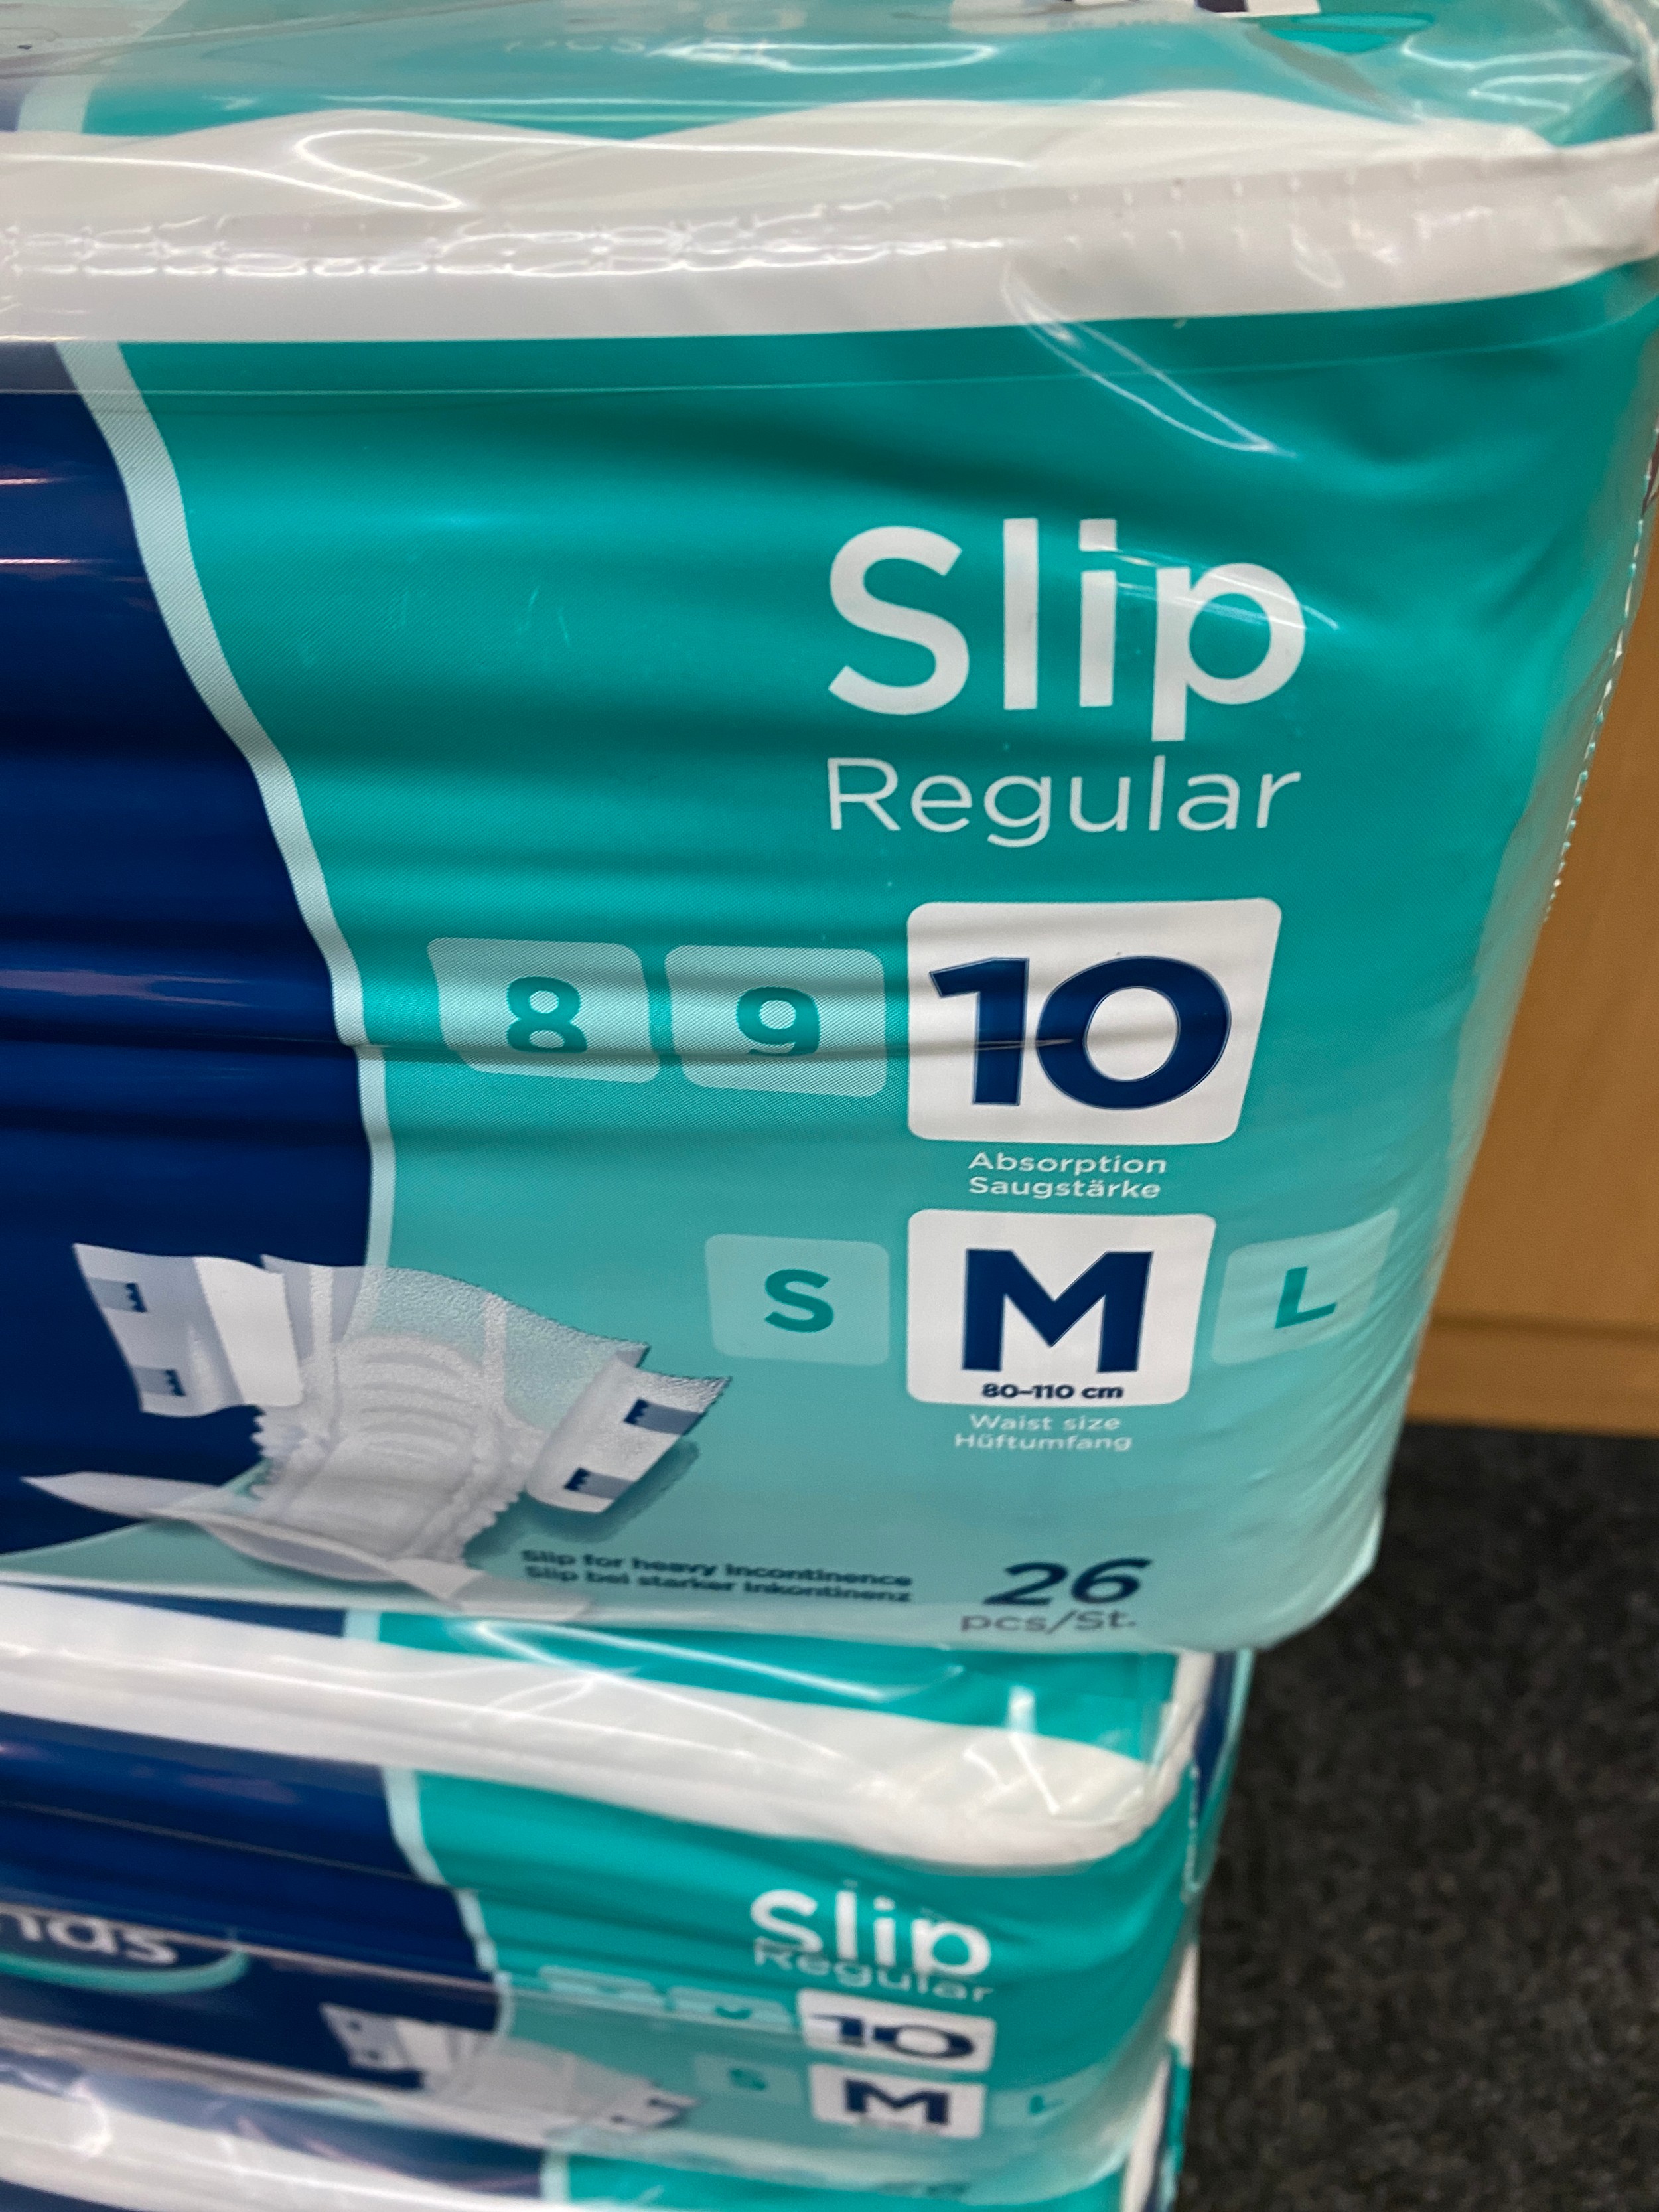 Slip
Regular
8 9 10
Absorption
Saugstärke
S M L
80–110 cm
Waist size
Hüftumfang
Slip for heavy incontinence
Slip bei starker Inkontinenz
26
pcs/St.
Slip
Regular
10
S M L